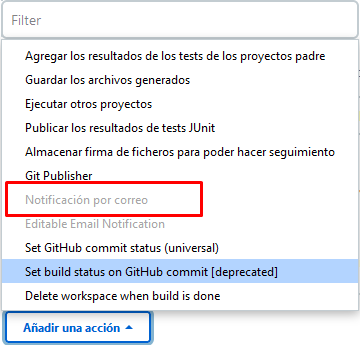 Filter
Agregar los resultados de los tests de los proyectos padre
Guardar los archivos generados
Ejecutar otros proyectos
Publicar los resultados de tests JUnit
Almacenar firma de ficheros para poder hacer seguimiento
Git Publisher
Notificación por correo
Editable Email Notification
Set GitHub commit status (universal)
Set build status on GitHub commit [deprecated]
Delete workspace when build is done
Añadir una acción